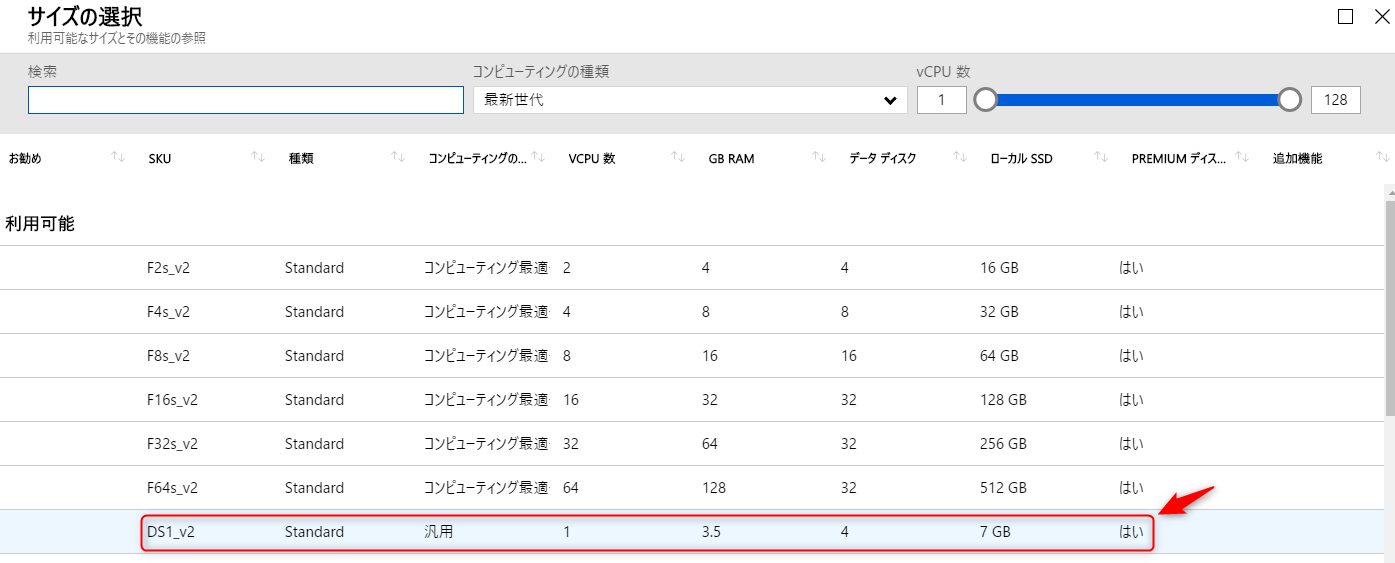 サイズの選択
利用可能なサイズとその機能の参照
検索 コンピューティングの種類 vCPU 数
最新世代 1 128
お勧め SKU 種類 コンピューティングの... VCPU 数 GB RAM データ ディスク ローカル SSD PREMIUM ディス... 追加機能
利用可能
F2s_v2 Standard コンピューティング最適 2 4 4 16 GB はい
F4s_v2 Standard コンピューティング最適 4 8 8 32 GB はい
F8s_v2 Standard コンピューティング最適 8 16 16 64 GB はい
F16s_v2 Standard コンピューティング最適 16 32 32 128 GB はい
F32s_v2 Standard コンピューティング最適 32 64 32 256 GB はい
F64s_v2 Standard コンピューティング最適 64 128 32 512 GB はい
DS1_v2 Standard 汎用 1 3.5 4 7 GB はい